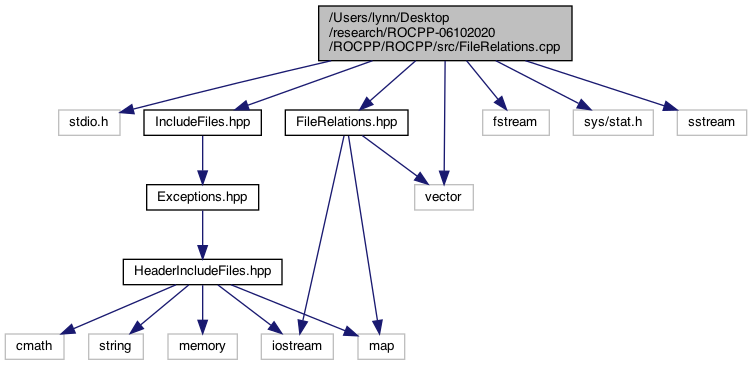 /Users/lynn/Desktop
/research/ROCPP-06102020
/ROCPP/ROCPP/src/FileRelations.cpp
stdio.h
IncludeFiles.hpp
FileRelations.hpp
fstream
sys/stat.h
sstream
Exceptions.hpp
vector
HeaderIncludeFiles.hpp
cmath
string
memory
iostream
map